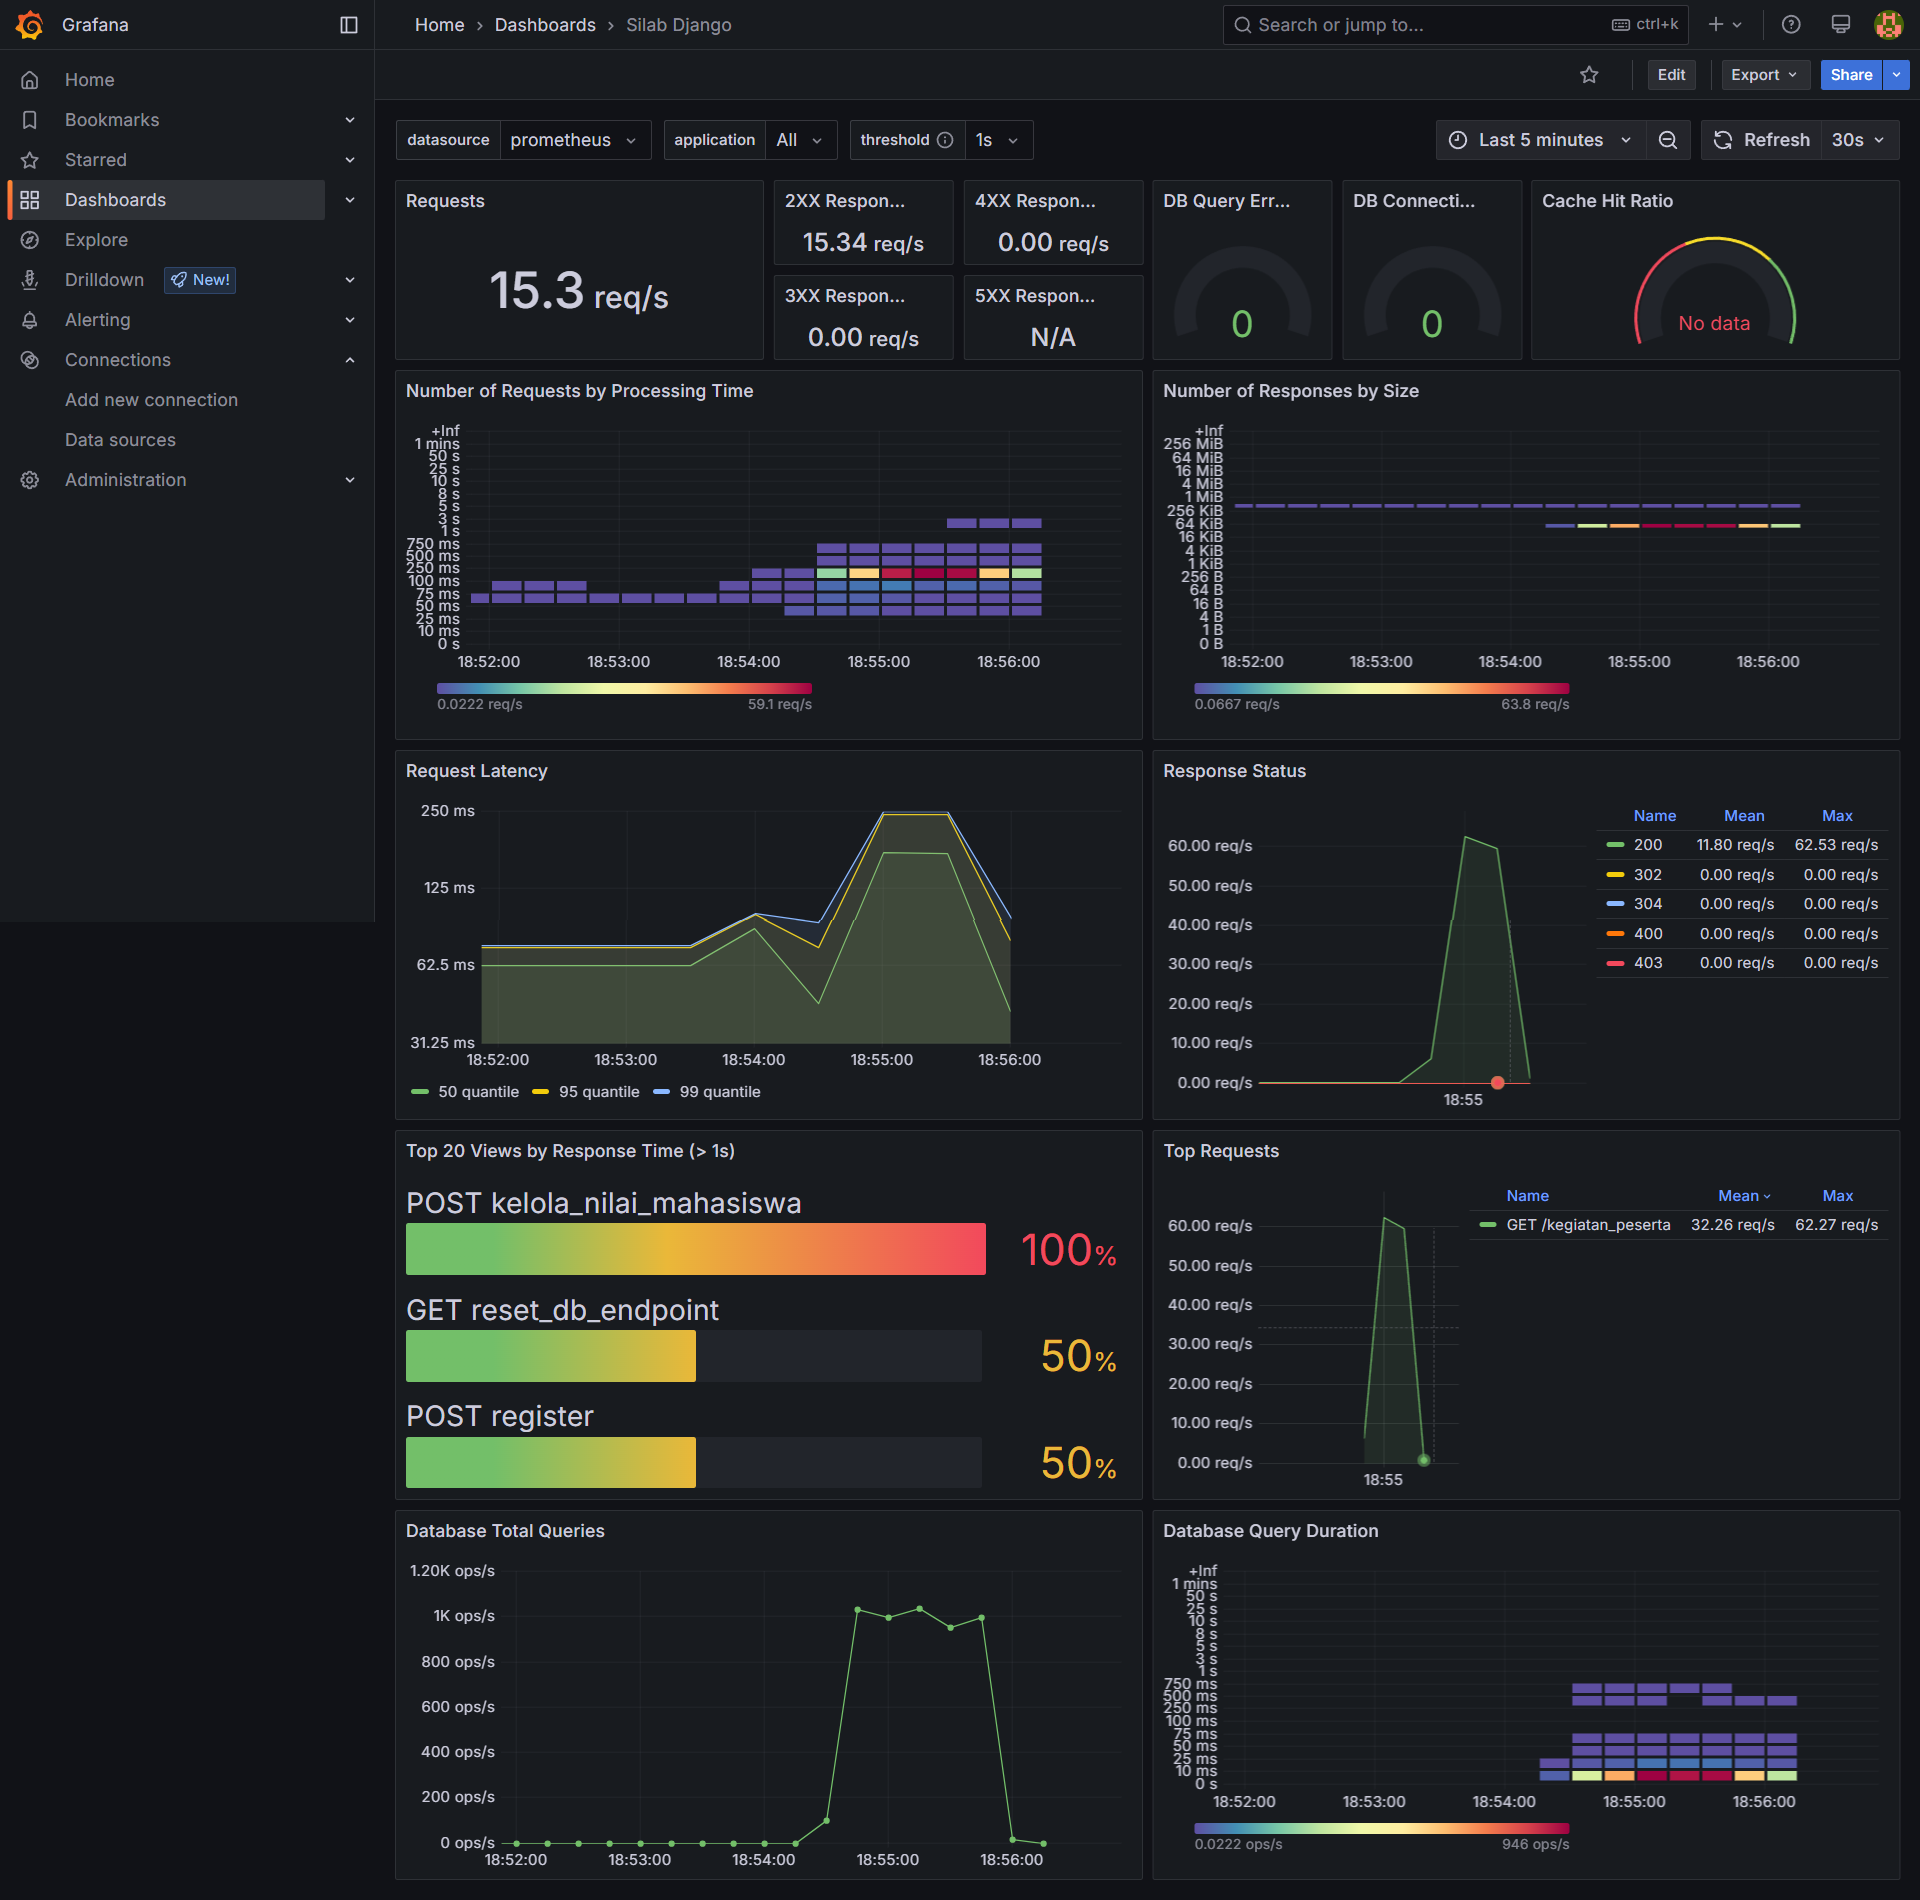 Grafana
Home › Dashboards › Silab Django
Search or jump to...
ctrl+k
Home
Bookmarks
Starred
Dashboards
Explore
Drilldown
New!
Alerting
Connections
Add new connection
Data sources
Administration
Edit
Export
Share
datasource
prometheus
application
All
threshold
1s
Last 5 minutes
Refresh
30s
Requests
15.3 req/s
2XX Respon...
15.34 req/s
4XX Respon...
0.00 req/s
3XX Respon...
0.00 req/s
5XX Respon...
N/A
DB Query Err...
0
DB Connecti...
0
Cache Hit Ratio
No data
Number of Requests by Processing Time
+Inf
1 mins
50 s
25 s
10 s
8 s
5 s
3 s
1 s
750 ms
500 ms
250 ms
100 ms
75 ms
50 ms
25 ms
10 ms
0 s
18:52:00
18:53:00
18:54:00
18:55:00
18:56:00
0.0222 req/s
59.1 req/s
Number of Responses by Size
+Inf
256 MiB
64 MiB
16 MiB
4 MiB
1 MiB
256 KiB
64 KiB
16 KiB
4 KiB
1 KiB
256 B
64 B
16 B
4 B
1 B
0 B
18:52:00
18:53:00
18:54:00
18:55:00
18:56:00
0.0667 req/s
63.8 req/s
Request Latency
250 ms
125 ms
62.5 ms
31.25 ms
18:52:00
18:53:00
18:54:00
18:55:00
18:56:00
50 quantile
95 quantile
99 quantile
Response Status
60.00 req/s
50.00 req/s
40.00 req/s
30.00 req/s
20.00 req/s
10.00 req/s
0.00 req/s
18:55
Name Mean Max
200 11.80 req/s 62.53 req/s
302 0.00 req/s 0.00 req/s
304 0.00 req/s 0.00 req/s
400 0.00 req/s 0.00 req/s
403 0.00 req/s 0.00 req/s
Top 20 Views by Response Time (> 1s)
POST kelola_nilai_mahasiswa
100%
GET reset_db_endpoint
50%
POST register
50%
Top Requests
60.00 req/s
50.00 req/s
40.00 req/s
30.00 req/s
20.00 req/s
10.00 req/s
0.00 req/s
18:55
Name Mean Max
GET /kegiatan_peserta 32.26 req/s 62.27 req/s
Database Total Queries
1.20K ops/s
1K ops/s
800 ops/s
600 ops/s
400 ops/s
200 ops/s
0 ops/s
18:52:00
18:53:00
18:54:00
18:55:00
18:56:00
Database Query Duration
+Inf
1 mins
50 s
25 s
10 s
8 s
5 s
3 s
1 s
750 ms
500 ms
250 ms
100 ms
75 ms
50 ms
25 ms
10 ms
0 s
18:52:00
18:53:00
18:54:00
18:55:00
18:56:00
0.0222 ops/s
946 ops/s